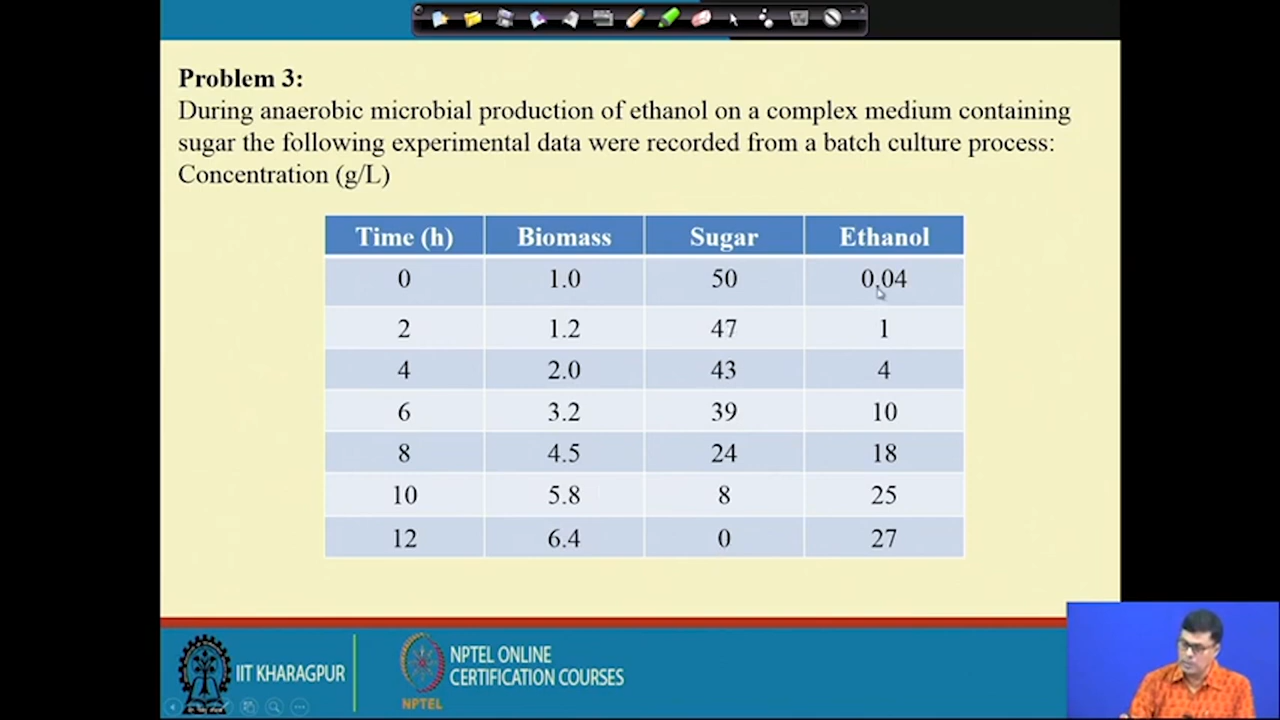 Problem 3:
During anaerobic microbial production of ethanol on a complex medium containing
sugar the following experimental data were recorded from a batch culture process:
Concentration (g/L)
Time (h) Biomass Sugar Ethanol
0 1.0 50 0.04
2 1.2 47 1
4 2.0 43 4
6 3.2 39 10
8 4.5 24 18
10 5.8 8 25
12 6.4 0 27
IIT KHARAGPUR
NPTEL
NPTEL ONLINE
CERTIFICATION COURSES